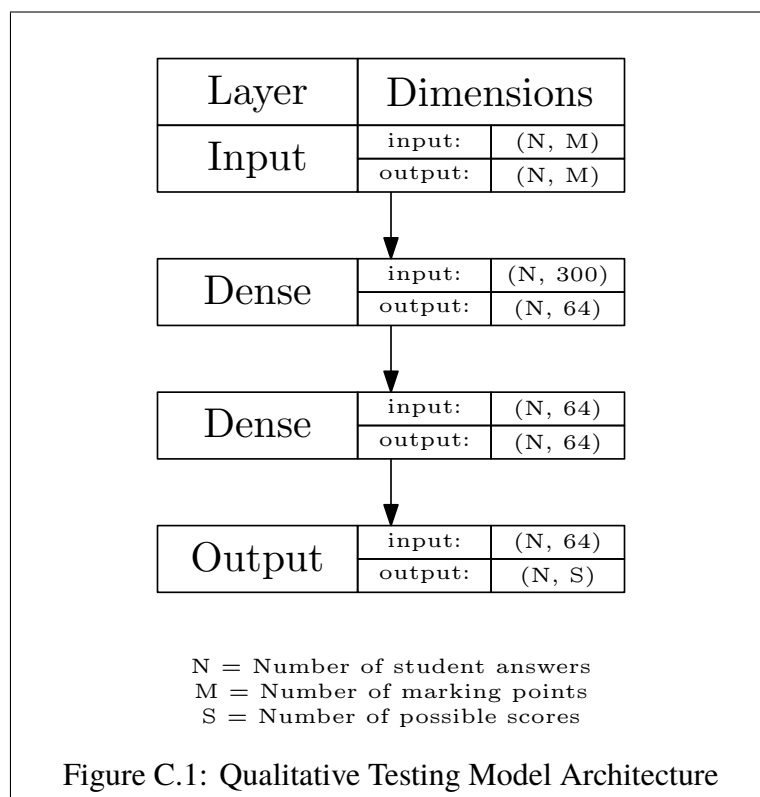 Layer Dimensions
Input input: (N, M)
output: (N, M)
Dense input: (N, 300)
output: (N, 64)
Dense input: (N, 64)
output: (N, 64)
Output input: (N, 64)
output: (N, S)
N = Number of student answers
M = Number of marking points
S = Number of possible scores
Figure C.1: Qualitative Testing Model Architecture